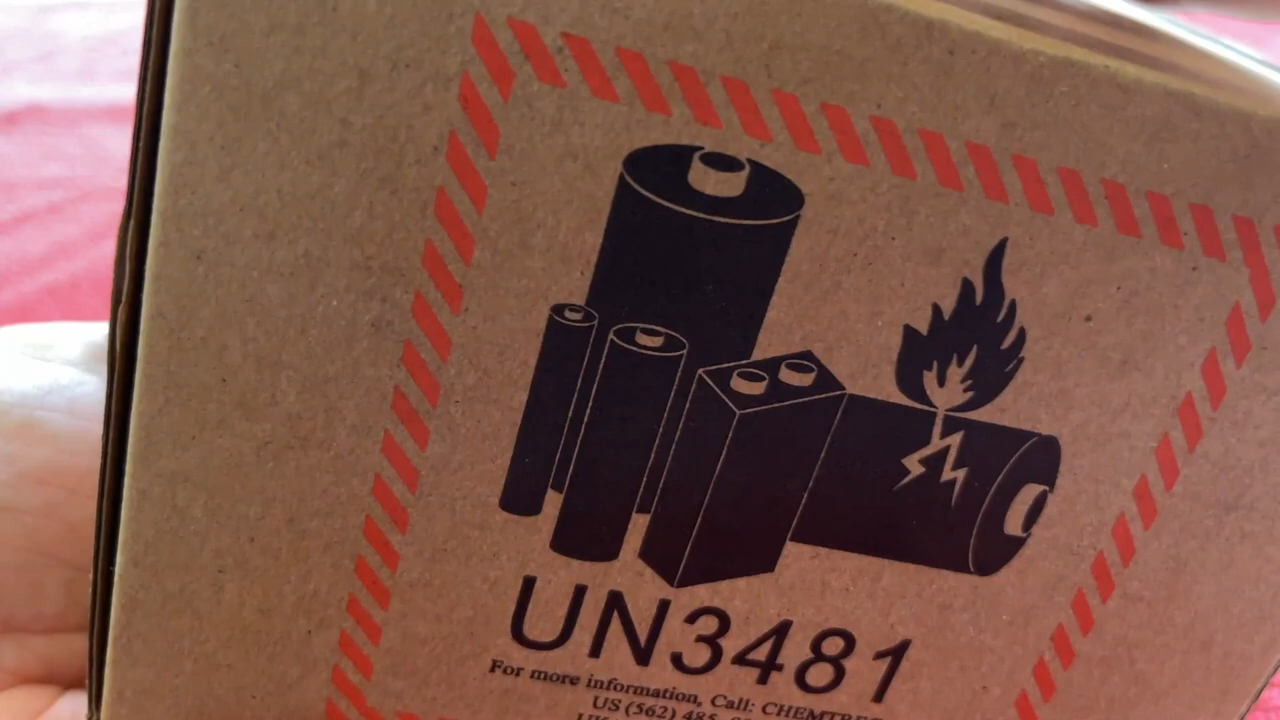 UN3481
For more information, Call: CHEMTREC
US (562) 485-